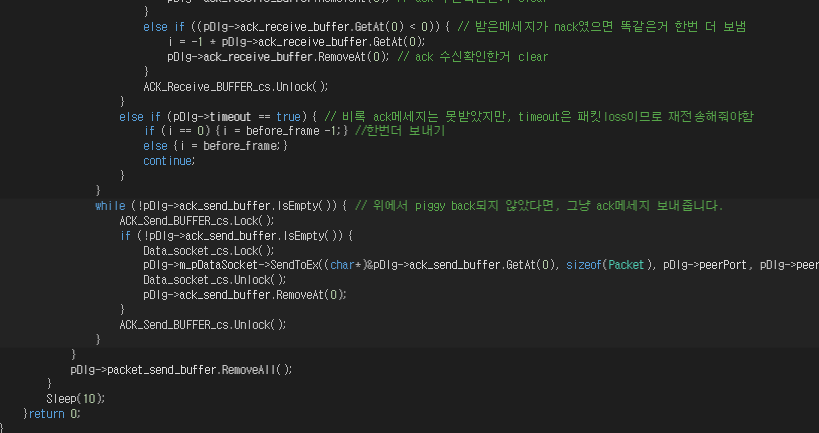 }
else if ((pDlg->ack_receive_buffer.GetAt(0) < 0)) { // 받은메세지가 nack였으면 똑같은거 한번 더 보냄
i = -1 * pDlg->ack_receive_buffer.GetAt(0);
pDlg->ack_receive_buffer.RemoveAt(0); // ack 수신확인한거 clear
}
ACK_Receive_BUFFER_cs.Unlock();
}
else if (pDlg->timeout == true) { // 비록 ack메세지는 못받았지만, timeout은 패킷loss이므로 재전송해줘야함
if (i == 0) {i = before_frame -1;} //한번더 보내기
else {i = before_frame;}
continue;
}
}
while (!pDlg->ack_send_buffer.IsEmpty()) { // 위에서 piggy back되지 않았다면, 그냥 ack메세지 보내줍니다.
ACK_Send_BUFFER_cs.Lock();
if (!pDlg->ack_send_buffer.IsEmpty()) {
Data_socket_cs.Lock();
pDlg->m_pDataSocket->SendToEx((char*)&pDlg->ack_send_buffer.GetAt(0), sizeof(Packet), pDlg->peerPort, pDlg->peer
Data_socket_cs.Unlock();
pDlg->ack_send_buffer.RemoveAt(0);
}
ACK_Send_BUFFER_cs.Unlock();
}
}
pDlg->packet_send_buffer.RemoveAll();
}
Sleep(10);
}return 0;
}